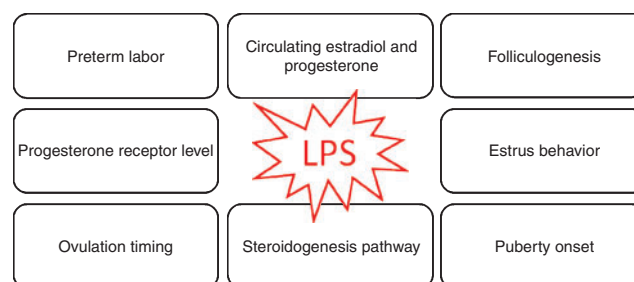 Preterm labor
Circulating estradiol and
progesterone
Folliculogenesis
Progesterone receptor level
LPS
Estrus behavior
Ovulation timing
Steroidogenesis pathway
Puberty onset